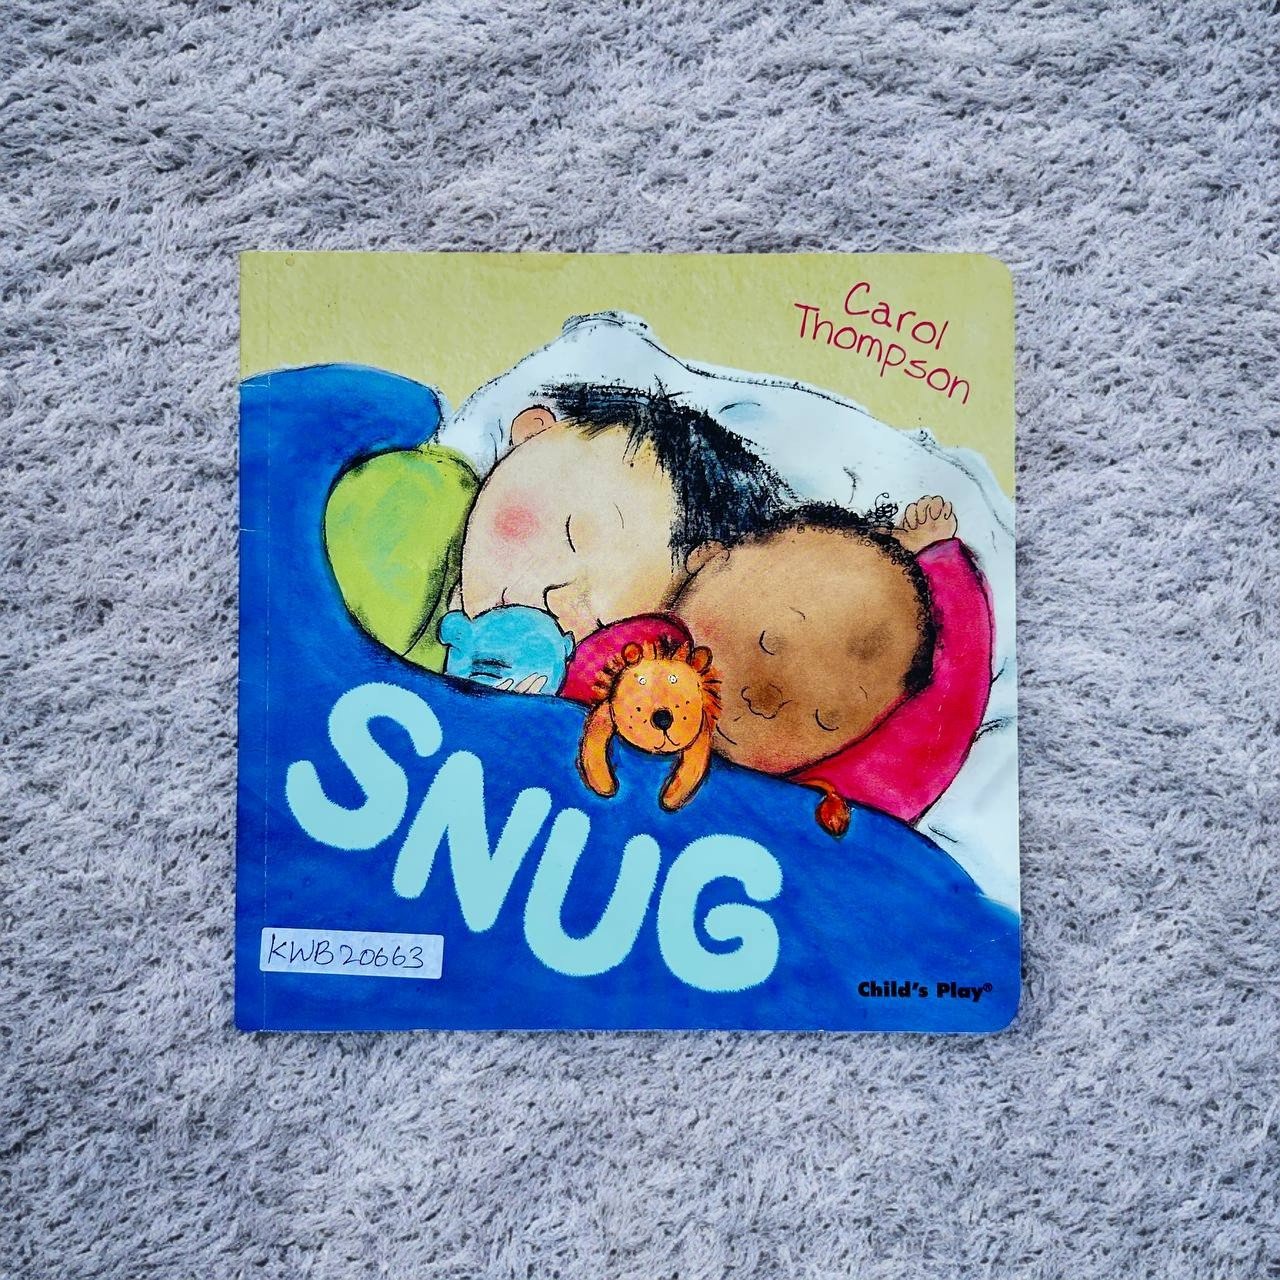 Carol
Thompson
SNUG
KWB20663
Child's Play®